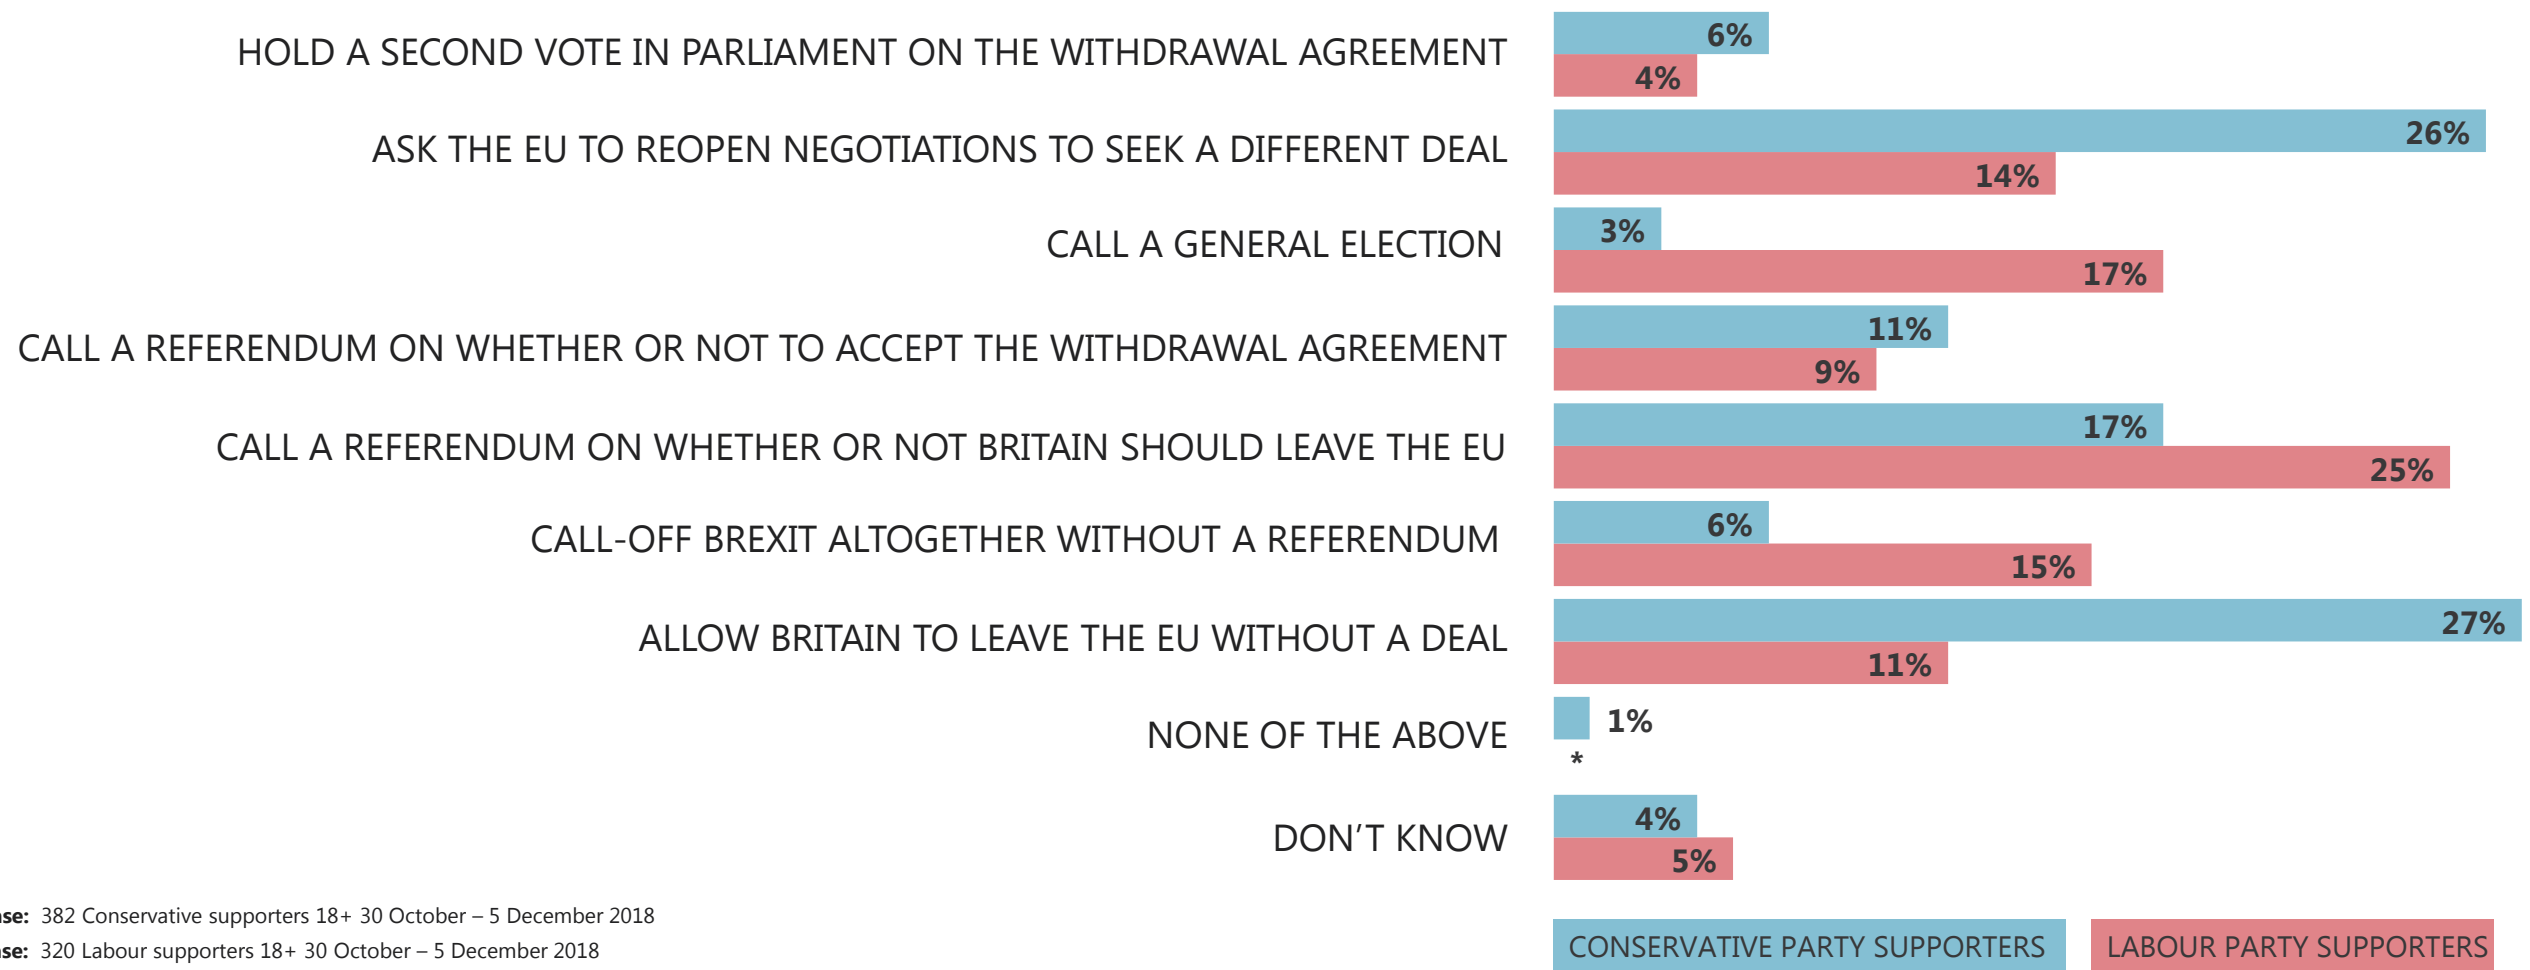 HOLD A SECOND VOTE IN PARLIAMENT ON THE WITHDRAWAL AGREEMENT
6%
4%
ASK THE EU TO REOPEN NEGOTIATIONS TO SEEK A DIFFERENT DEAL
26%
14%
CALL A GENERAL ELECTION
3%
17%
CALL A REFERENDUM ON WHETHER OR NOT TO ACCEPT THE WITHDRAWAL AGREEMENT
11%
9%
CALL A REFERENDUM ON WHETHER OR NOT BRITAIN SHOULD LEAVE THE EU
17%
25%
CALL-OFF BREXIT ALTOGETHER WITHOUT A REFERENDUM
6%
15%
ALLOW BRITAIN TO LEAVE THE EU WITHOUT A DEAL
27%
11%
NONE OF THE ABOVE
1%
*
DON’T KNOW
4%
5%
se: 382 Conservative supporters 18+ 30 October – 5 December 2018
se: 320 Labour supporters 18+ 30 October – 5 December 2018
CONSERVATIVE PARTY SUPPORTERS
LABOUR PARTY SUPPORTERS